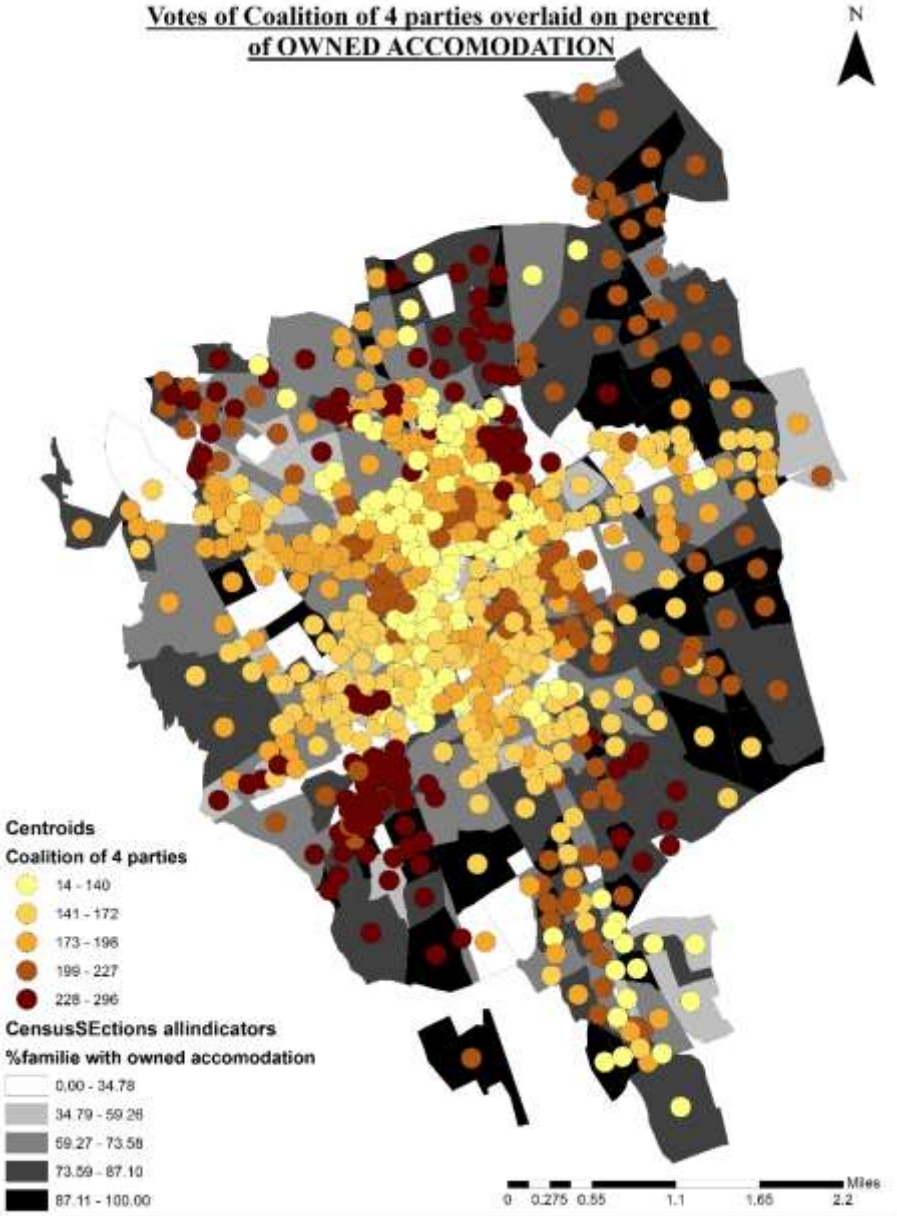 Votes of Coalition of 4 parties overlaid on percent
of OWNED ACCOMODATION
N
Centroids
Coalition of 4 parties
14 - 140
141 - 172
173 - 198
199 - 227
228 - 296
CensusSEctions allindicators
%familie with owned accomodation
0,00 - 34.78
34.79 - 59.26
59.27 - 73.58
73.59 - 87.10
87.11 - 100.00
Miles
0 0.275 0.55 1.1 1.65 2.2